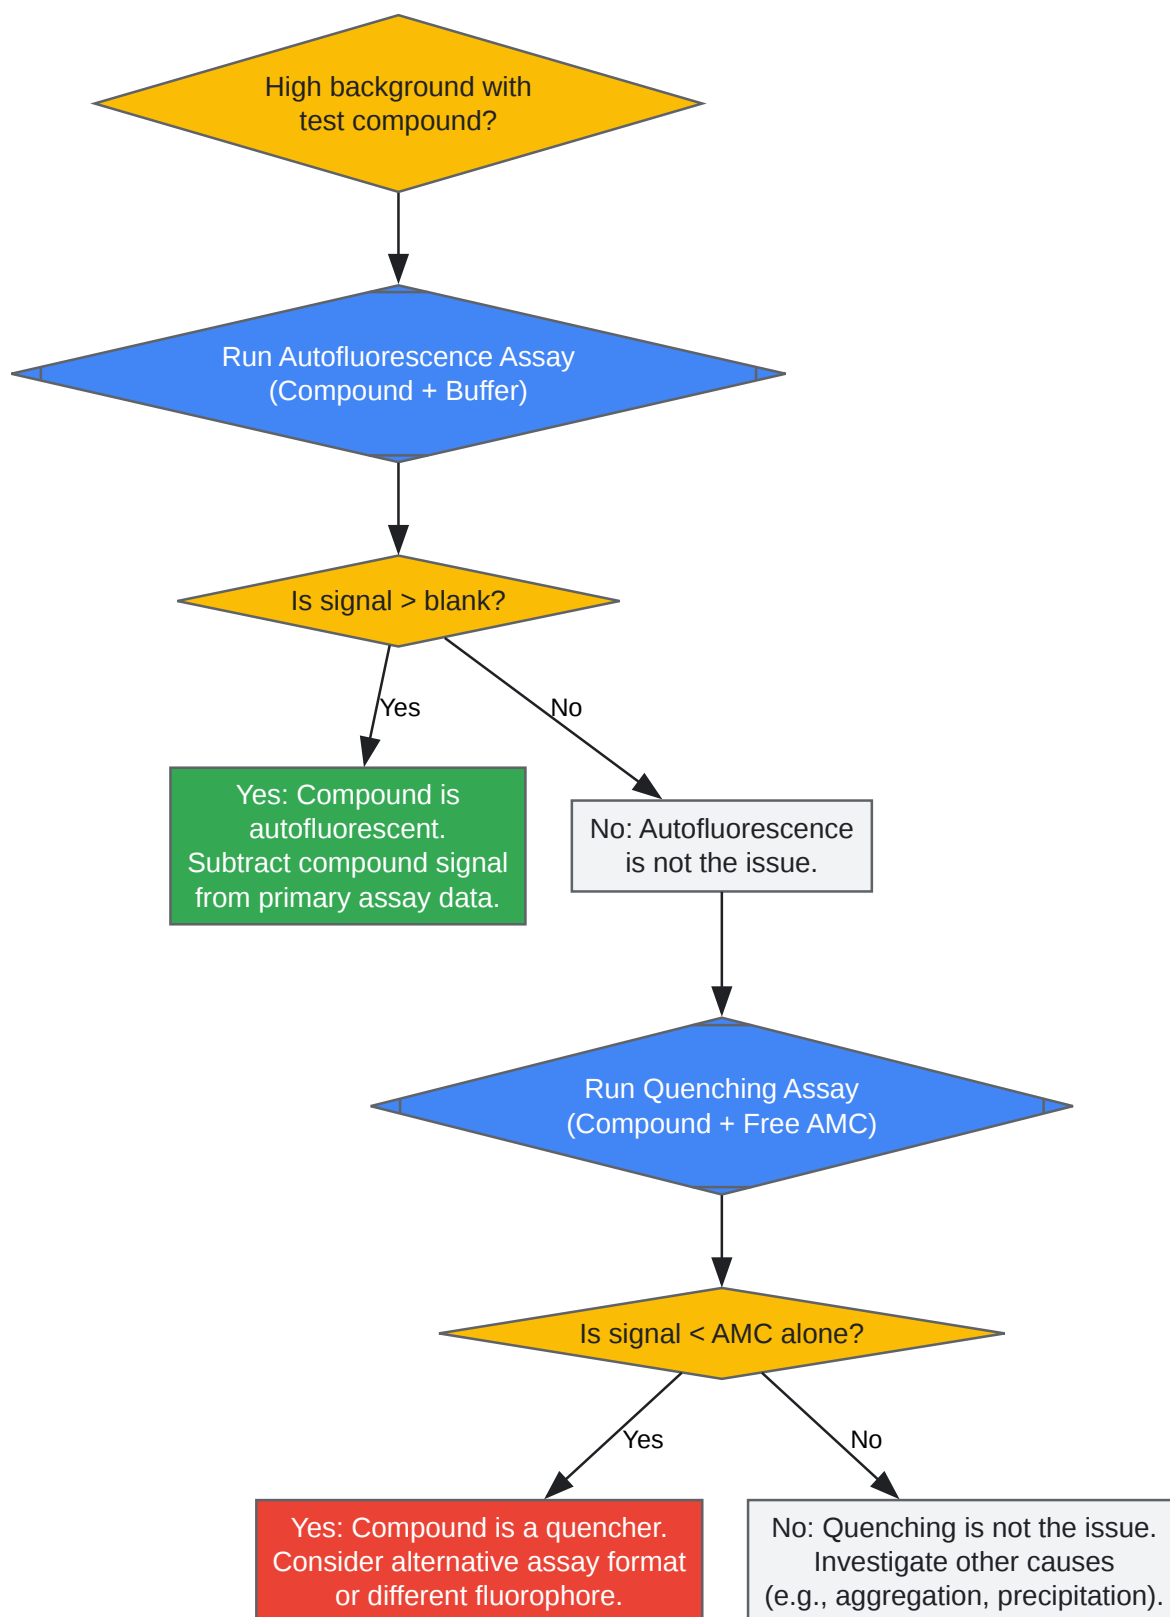 High background with
test compound?
Run Autofluorescence Assay
(Compound + Buffer)
Is signal > blank?
Yes
No
Yes: Compound is
autofluorescent.
Subtract compound signal
from primary assay data.
No: Autofluorescence
is not the issue.
Run Quenching Assay
(Compound + Free AMC)
Is signal < AMC alone?
Yes
No
Yes: Compound is a quencher.
Consider alternative assay format
or different fluorophore.
No: Quenching is not the issue.
Investigate other causes
(e.g., aggregation, precipitation).